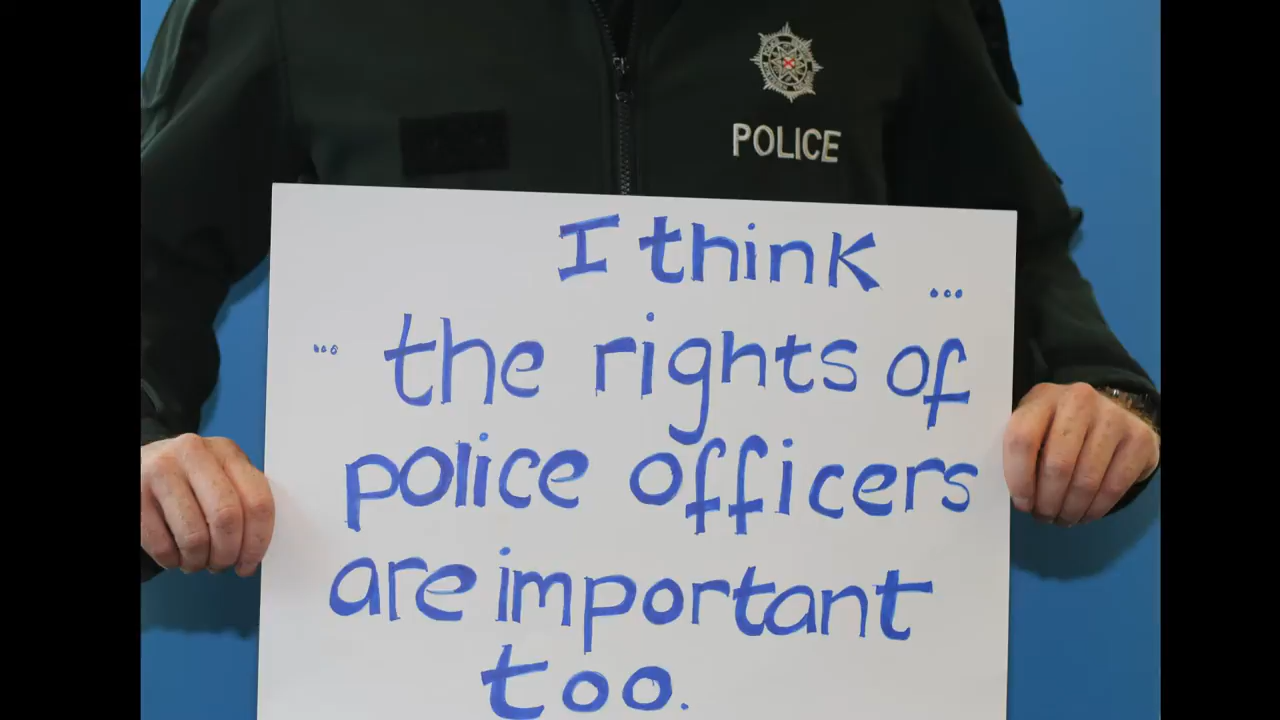 POLICE
I think ...
... the rights of
police officers
are important
too.